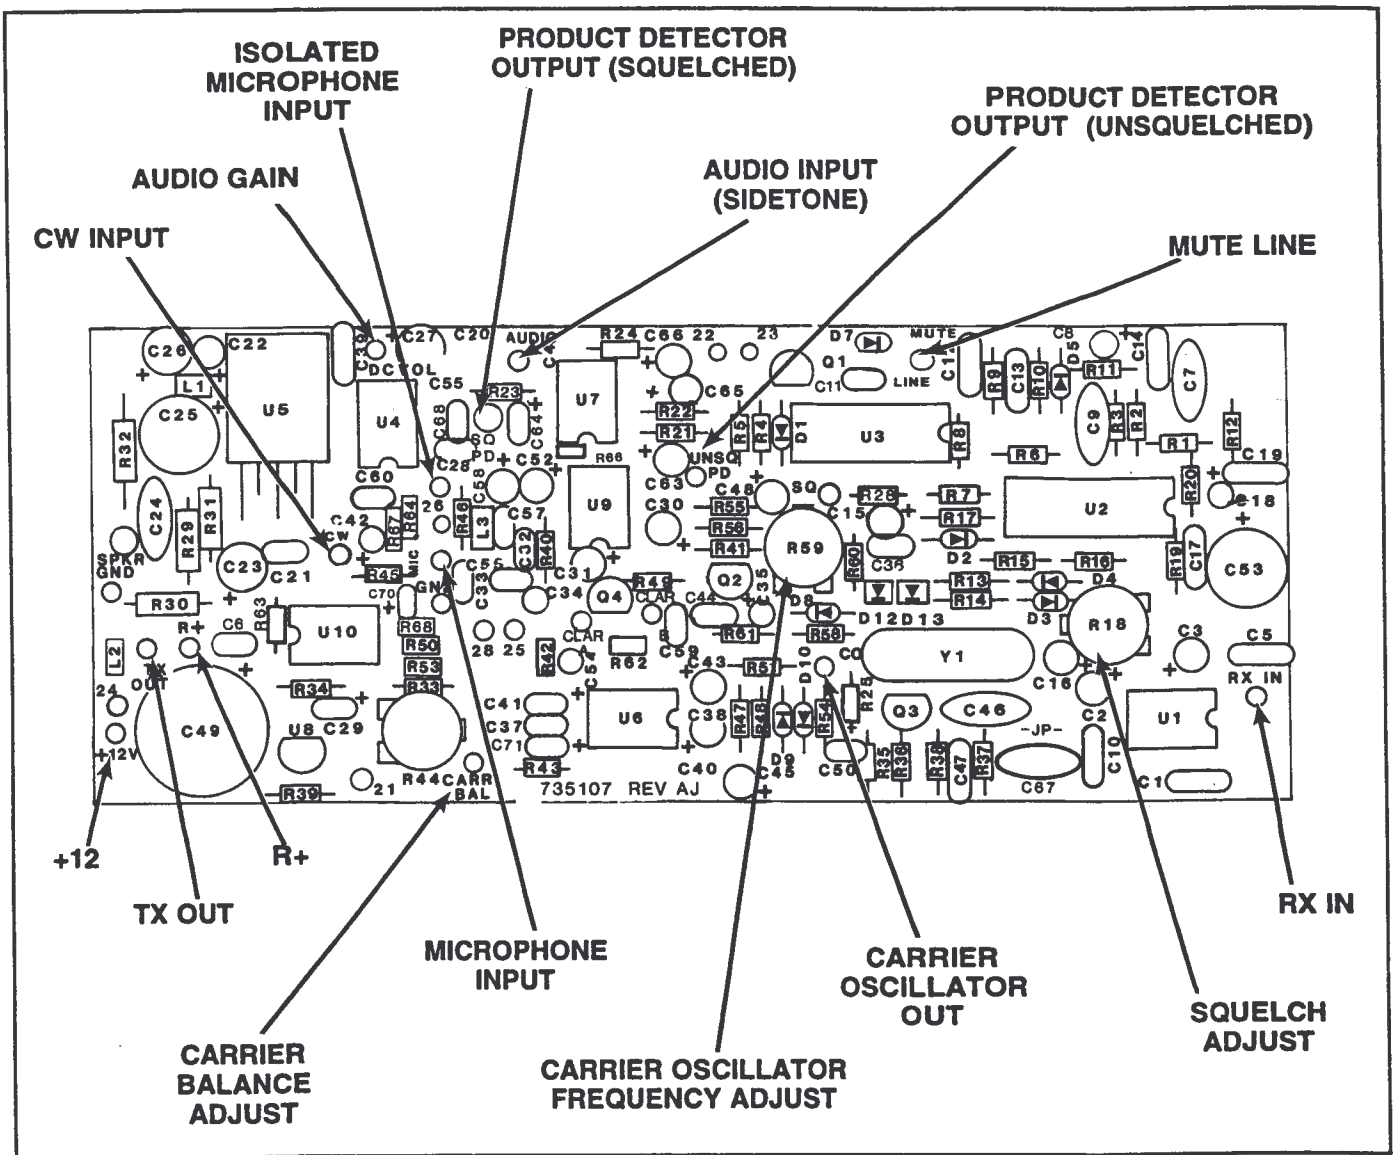 ISOLATED
MICROPHONE
INPUT
PRODUCT DETECTOR
OUTPUT (SQUELCHED)
PRODUCT DETECTOR
OUTPUT (UNSQUELCHED)
AUDIO GAIN
AUDIO INPUT
(SIDETONE)
CW INPUT
MUTE LINE
C26
C22
C39
C27
C20
AUDIO
R24
C66
22
23
D7
MUTE
C8
D5
C14
L1
DC VOL
C55
R23
U7
C65
Q1
C11
LINE
R9
C13
R10
R11
C7
C25
U5
U4
C68
C64
R22
R21
R5
R4
D1
U3
R8
C9
R3
R2
R1
R12
R32
SQ
PD
C28
C58
C52
R66
UNSQ
PD
C63
R6
C19
C60
C48
SQ
R20
C18
C24
R29
R31
C42
CW
R67
R64
26
R46
L3
C57
U9
C30
R55
R56
R41
C15
R28
R7
R17
U2
SPKR
GND
C23
C21
R45
MIC
C32
R40
C31
R59
R60
C36
D2
R15
R16
R19
C17
C53
R30
R63
C70
GND
C33
C34
Q4
R49
Q2
C35
R13
R14
D4
D3
R+
C6
U10
R68
R50
R53
R33
28
25
CLAR
A
CLAR
B
C44
R61
D8
R58
D12
D13
R18
L2
TX
OUT
R42
C54
R62
C59
C43
R51
D10
Y1
C16
C3
C5
RX IN
24
C49
R34
C29
C41
C37
C71
U6
C38
R47
R48
R54
R25
Q3
C46
C2
U1
+12V
U8
R44
CARR
BAL
R43
C40
C45
D9
C50
R35
R36
R38
C47
R37
-JP-
C67
C10
C1
R39
21
735107 REV AJ
+12
R+
TX OUT
RX IN
MICROPHONE
INPUT
CARRIER
OSCILLATOR
OUT
SQUELCH
ADJUST
CARRIER
BALANCE
ADJUST
CARRIER OSCILLATOR
FREQUENCY ADJUST